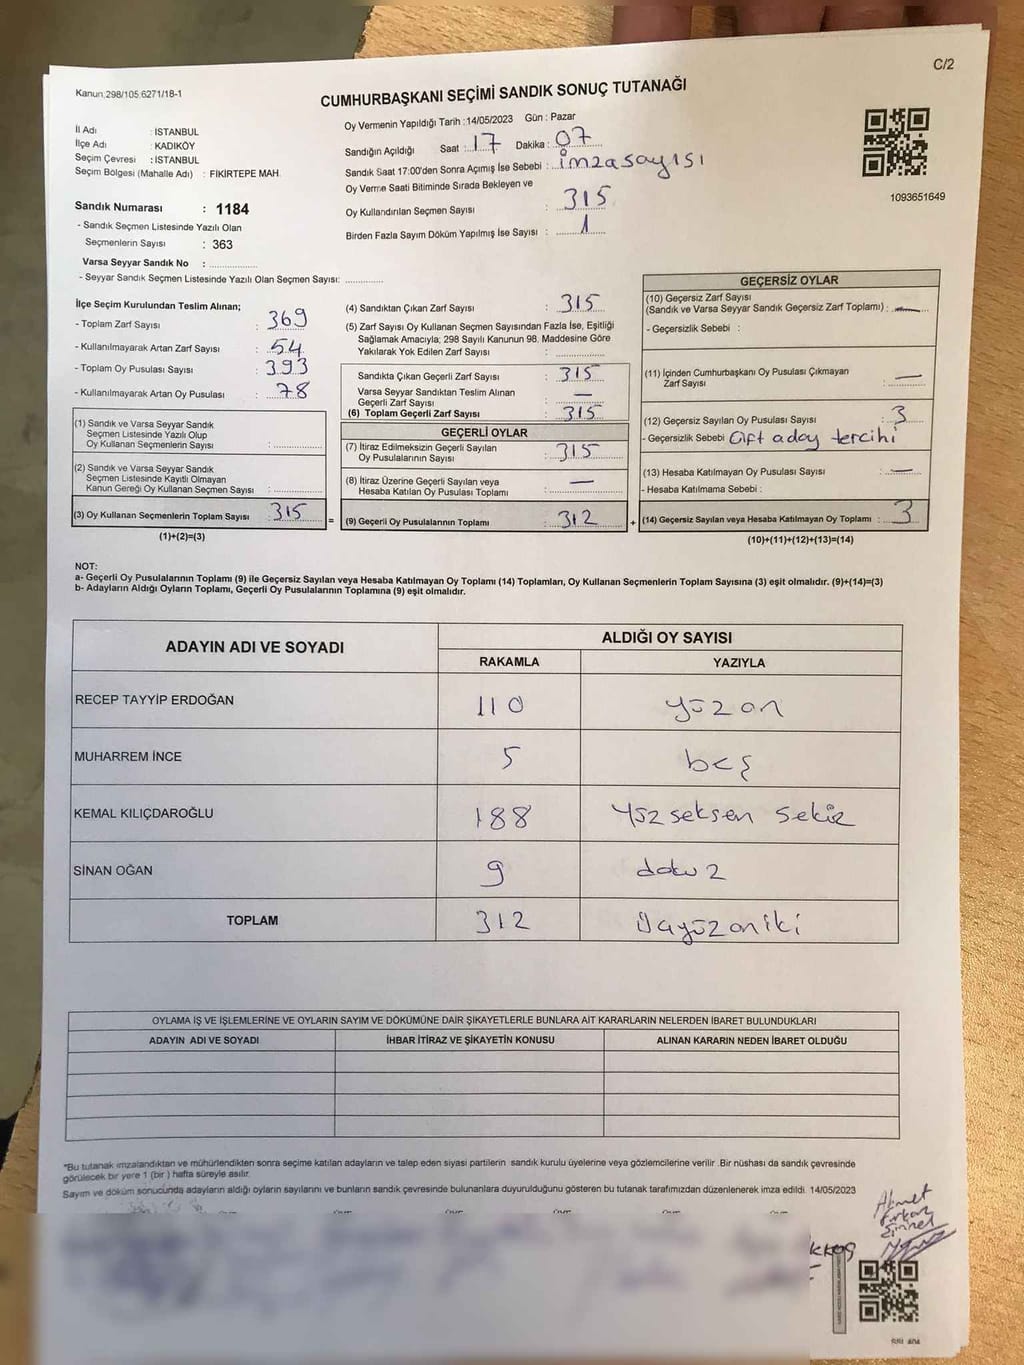 C/2
Kanun:298/105.6271/18-1
CUMHURBAŞKANI SEÇİMİ SANDIK SONUÇ TUTANAĞI
İl Adı : İSTANBUL
İlçe Adı : KADIKÖY
Seçim Çevresi : İSTANBUL
Seçim Bölgesi (Mahalle Adı) : FİKİRTEPE MAH.
Sandık Numarası : 1184
- Sandık Seçmen Listesinde Yazılı Olan
Seçmenlerin Sayısı : 363
Varsa Seyyar Sandık No :
- Seyyar Sandık Seçmen Listesinde Yazılı Olan Seçmen Sayısı:
Oy Vermenin Yapıldığı Tarih :14/05/2023 Gün : Pazar
Sandığın Açıldığı Saat : 17 Dakika : 07
Sandık Saat 17:00'den Sonra Açımış İse Sebebi : imzasayısı
Oy Verme Saati Bitiminde Sırada Bekleyen ve
Oy Kullandırılan Seçmen Sayısı : 315
Birden Fazla Sayım Döküm Yapılmış İse Sayısı : 1
1093651649
İlçe Seçim Kurulundan Teslim Alınan;
- Toplam Zarf Sayısı : 369
- Kullanılmayarak Artan Zarf Sayısı : 54
- Toplam Oy Pusulası Sayısı : 393
- Kullanılmayarak Artan Oy Pusulası : 78
(1) Sandık ve Varsa Seyyar Sandık
Seçmen Listesinde Yazılı Olup
Oy Kullanan Seçmenlerin Sayısı :
(2) Sandık ve Varsa Seyyar Sandık
Seçmen Listesinde Kayıtlı Olmayan
Kanun Gereği Oy Kullanan Seçmen Sayısı :
(3) Oy Kullanan Seçmenlerin Toplam Sayısı : 315
(1)+(2)=(3)
(4) Sandıktan Çıkan Zarf Sayısı : 315
(5) Zarf Sayısı Oy Kullanan Seçmen Sayısından Fazla İse, Eşitliği
Sağlamak Amacıyla; 298 Sayılı Kanunun 98. Maddesine Göre
Yakılarak Yok Edilen Zarf Sayısı :
Sandıkta Çıkan Geçerli Zarf Sayısı : 315
Varsa Seyyar Sandıktan Teslim Alınan
Geçerli Zarf Sayısı : —
(6) Toplam Geçerli Zarf Sayısı : 315
GEÇERLİ OYLAR
(7) İtiraz Edilmeksizin Geçerli Sayılan
Oy Pusulalarının Sayısı : 315
(8) İtiraz Üzerine Geçerli Sayılan veya
Hesaba Katılan Oy Pusulası Toplamı : —
= (9) Geçerli Oy Pusulalarının Toplamı : 312 +
GEÇERSİZ OYLAR
(10) Geçersiz Zarf Sayısı
(Sandık ve Varsa Seyyar Sandık Geçersiz Zarf Toplamı) : —
- Geçersizlik Sebebi :
(11) İçinden Cumhurbaşkanı Oy Pusulası Çıkmayan
Zarf Sayısı : —
(12) Geçersiz Sayılan Oy Pusulası Sayısı : 3
- Geçersizlik Sebebi : Çift aday tercihi
(13) Hesaba Katılmayan Oy Pusulası Sayısı : —
- Hesaba Katılmama Sebebi :
(14) Geçersiz Sayılan veya Hesaba Katılmayan Oy Toplamı : 3
(10)+(11)+(12)+(13)=(14)
NOT:
a- Geçerli Oy Pusulalarının Toplamı (9) ile Geçersiz Sayılan veya Hesaba Katılmayan Oy Toplamı (14) Toplamları, Oy Kullanan Seçmenlerin Toplam Sayısına (3) eşit olmalıdır. (9)+(14)=(3)
b- Adayların Aldığı Oyların Toplamı, Geçerli Oy Pusulalarının Toplamına (9) eşit olmalıdır.
ADAYIN ADI VE SOYADI
ALDIĞI OY SAYISI
RAKAMLA YAZIYLA
RECEP TAYYİP ERDOĞAN 110 yüzon
MUHARREM İNCE 5 beş
KEMAL KILIÇDAROĞLU 188 Yüzseksen sekiz
SİNAN OĞAN 9 dokuz
TOPLAM 312 Üçyüzoniki
OYLAMA İŞ VE İŞLEMLERİNE VE OYLARIN SAYIM VE DÖKÜMÜNE DAİR ŞİKAYETLERLE BUNLARA AİT KARARLARIN NELERDEN İBARET BULUNDUKLARI
ADAYIN ADI VE SOYADI İHBAR İTİRAZ VE ŞİKAYETİN KONUSU ALINAN KARARIN NEDEN İBARET OLDUĞU
*Bu tutanak imzalandıktan ve mühürlendikten sonra seçime katılan adayların ve talep eden siyasi partilerin sandık kurulu üyelerine veya gözlemcilerine verilir .Bir nüshası da sandık çevresinde
görülecek bir yere 1 (bir ) hafta süreyle asılır.
Sayım ve döküm sonucunda adayların aldığı oyların sayılarını ve bunların sandık çevresinde bulunanlara duyurulduğunu gösteren bu tutanak tarafımızdan düzenlenerek imza edildi. 14/05/2023
Ahmet